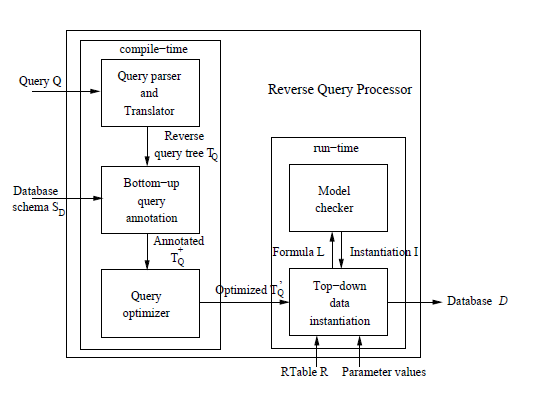 compile-time
Query Q
Query parser
and
Translator
Reverse Query Processor
Reverse
query tree T_Q
run-time
Database
schema S_D
Bottom-up
query
annotation
Model
checker
Annotated
T_Q^+
Formula L
Instantiation I
Query
optimizer
Optimized T_Q'
Top-down
data
instantiation
Database D
RTable R
Parameter values